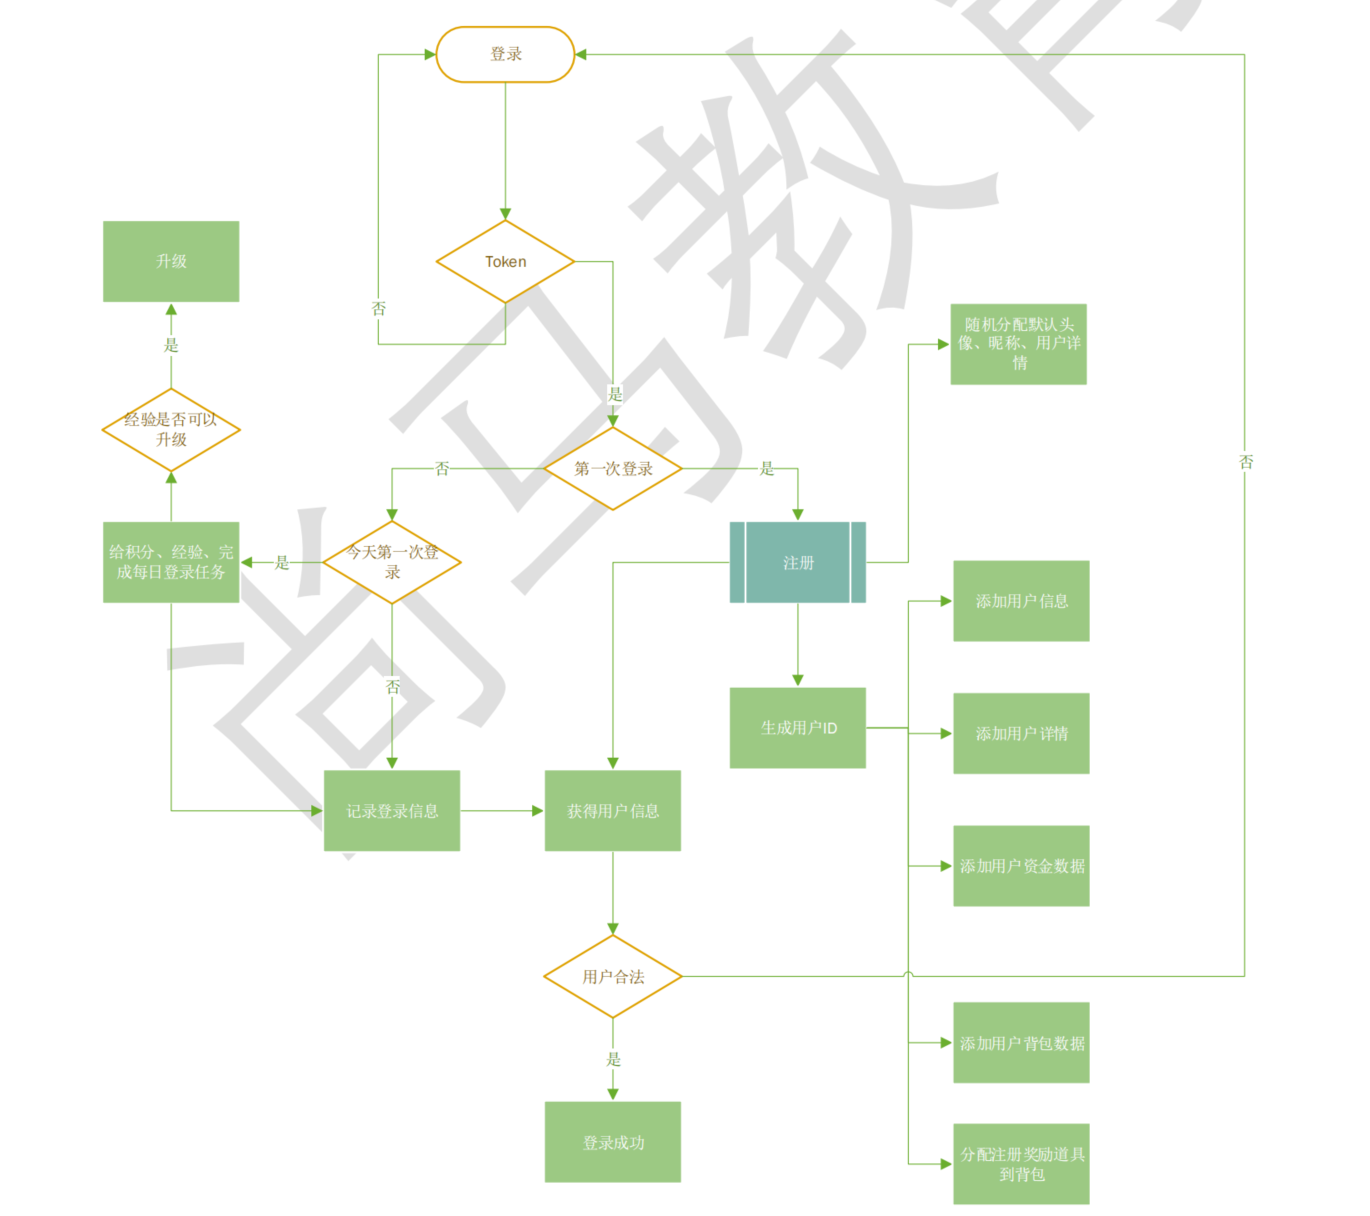 登录
Token
升级
否
随机分配默认头
像、昵称、用户详
情
是
是
经验是否可以
升级
否
第一次登录
是
否
给积分、经验、完
成每日登录任务
是
今天第一次登
录
注册
添加用户信息
否
生成用户ID
添加用户详情
记录登录信息
获得用户信息
添加用户资金数据
用户合法
添加用户背包数据
是
登录成功
分配注册奖励道具
到背包
尚马教育